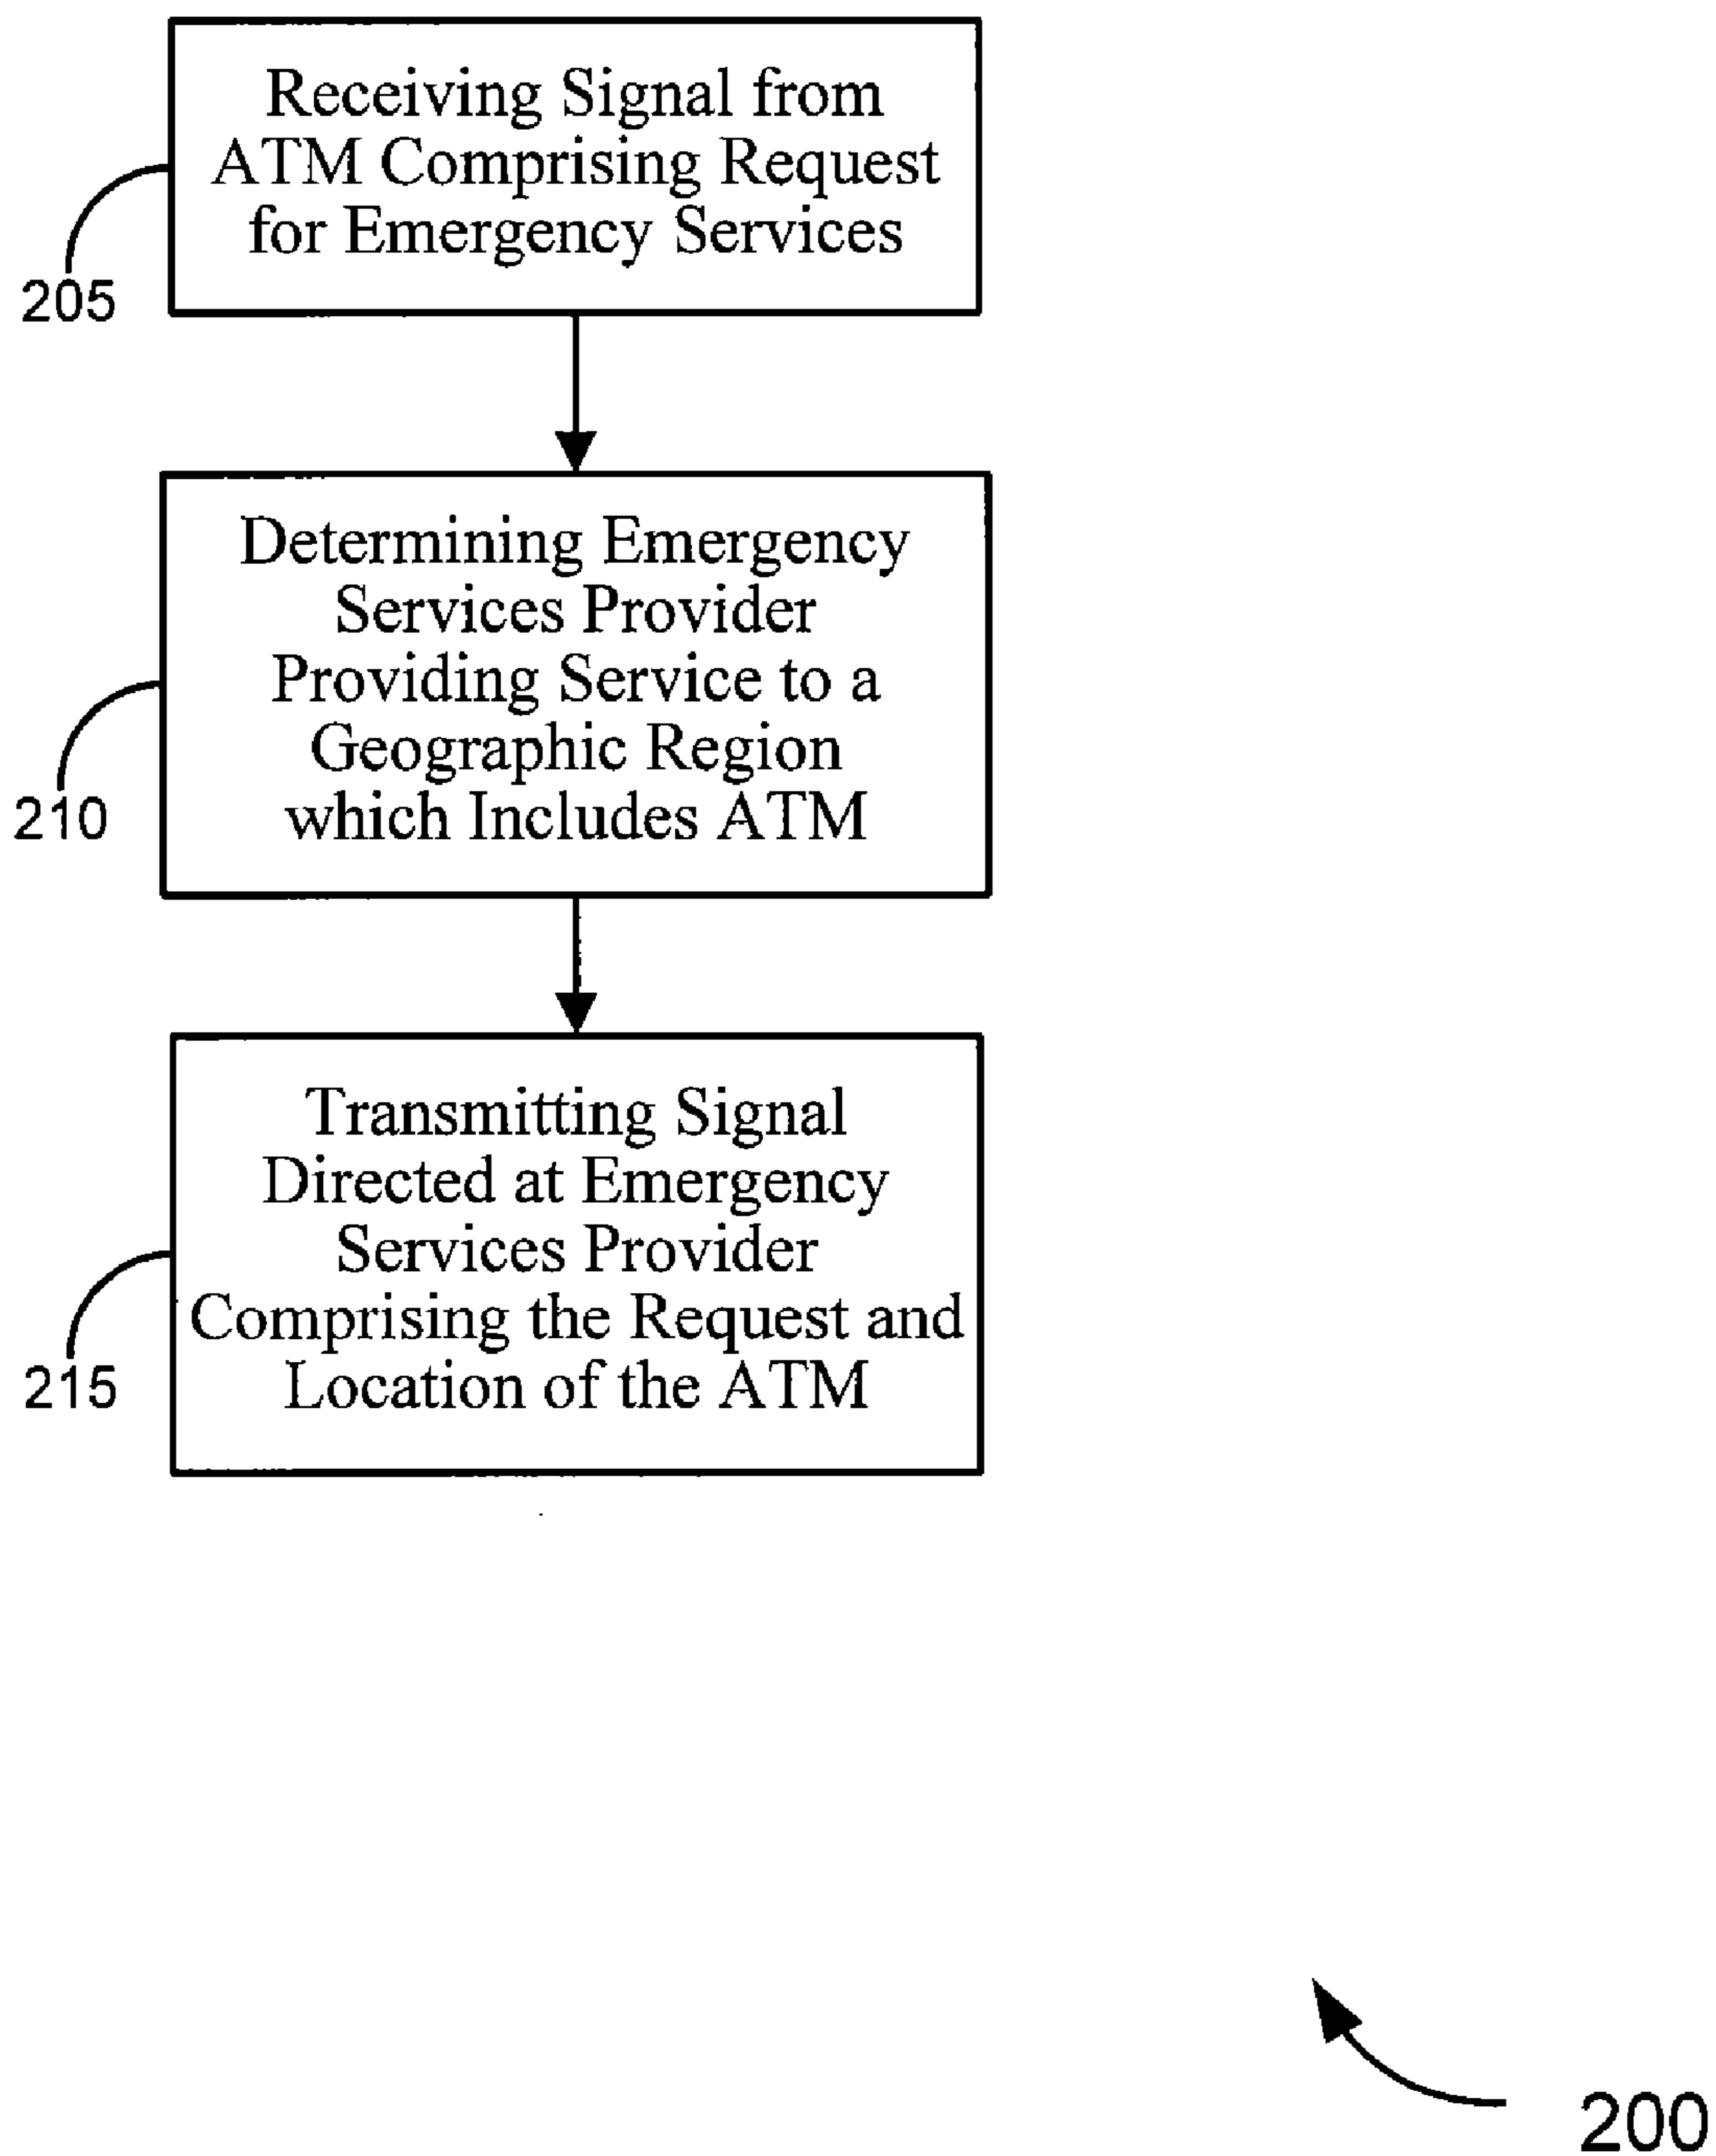 Receiving Signal from
ATM Comprising Request
for Emergency Services
205
Determining Emergency
Services Provider
Providing Service to a
Geographic Region
which Includes ATM
210
Transmitting Signal
Directed at Emergency
Services Provider
Comprising the Request and
Location of the ATM
215
200